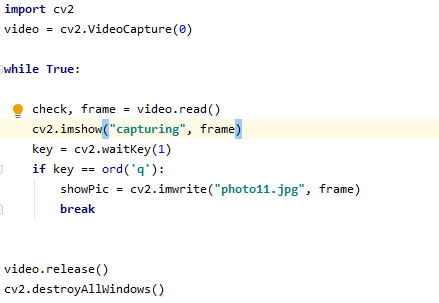 import cv2
video = cv2.VideoCapture(0)
while True:
    check, frame = video.read()
    cv2.imshow("capturing", frame)
    key = cv2.waitKey(1)
    if key == ord('q'):
        showPic = cv2.imwrite("photo11.jpg", frame)
        break
video.release()
cv2.destroyAllWindows()